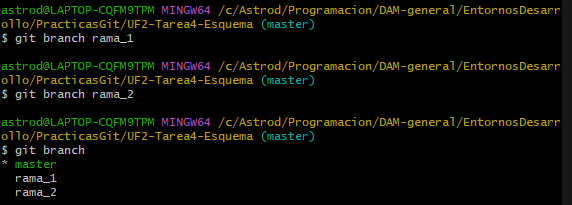 astrod@LAPTOP-CQFM9TPM MINGW64 /c/Astrod/Programacion/DAM-general/EntornosDesarr
ollo/PracticasGit/UF2-Tarea4-Esquema (master)
$ git branch rama_1
astrod@LAPTOP-CQFM9TPM MINGW64 /c/Astrod/Programacion/DAM-general/EntornosDesarr
ollo/PracticasGit/UF2-Tarea4-Esquema (master)
$ git branch rama_2
astrod@LAPTOP-CQFM9TPM MINGW64 /c/Astrod/Programacion/DAM-general/EntornosDesarr
ollo/PracticasGit/UF2-Tarea4-Esquema (master)
$ git branch
* master
rama_1
rama_2